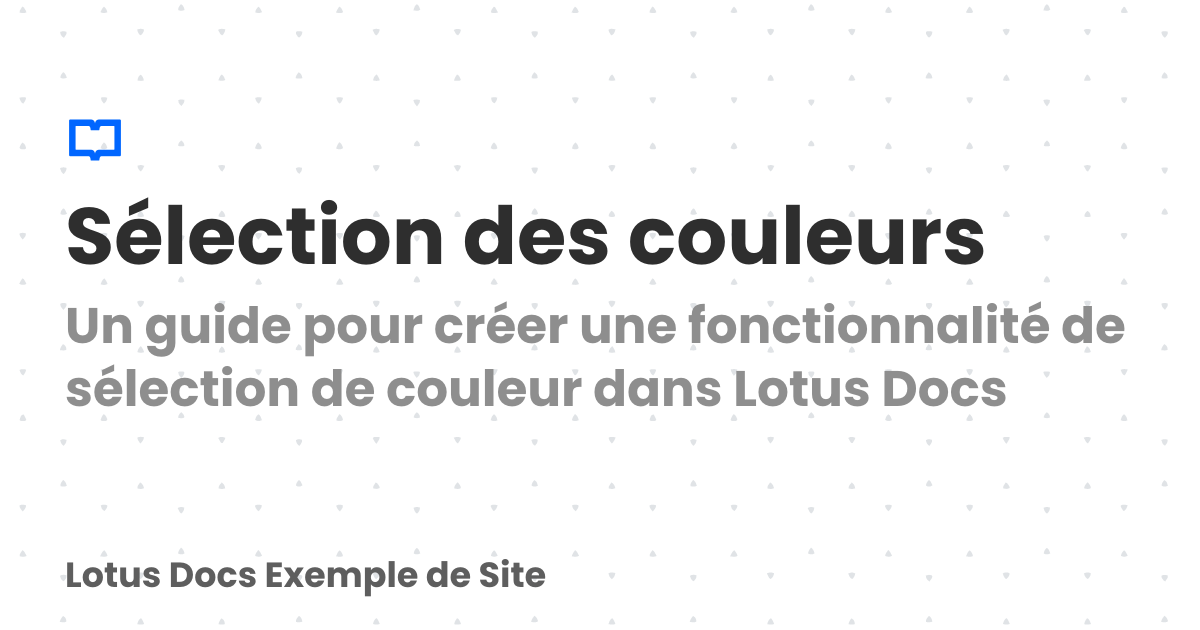 Sélection des couleurs
Un guide pour créer une fonctionnalité de
sélection de couleur dans Lotus Docs
Lotus Docs Exemple de Site